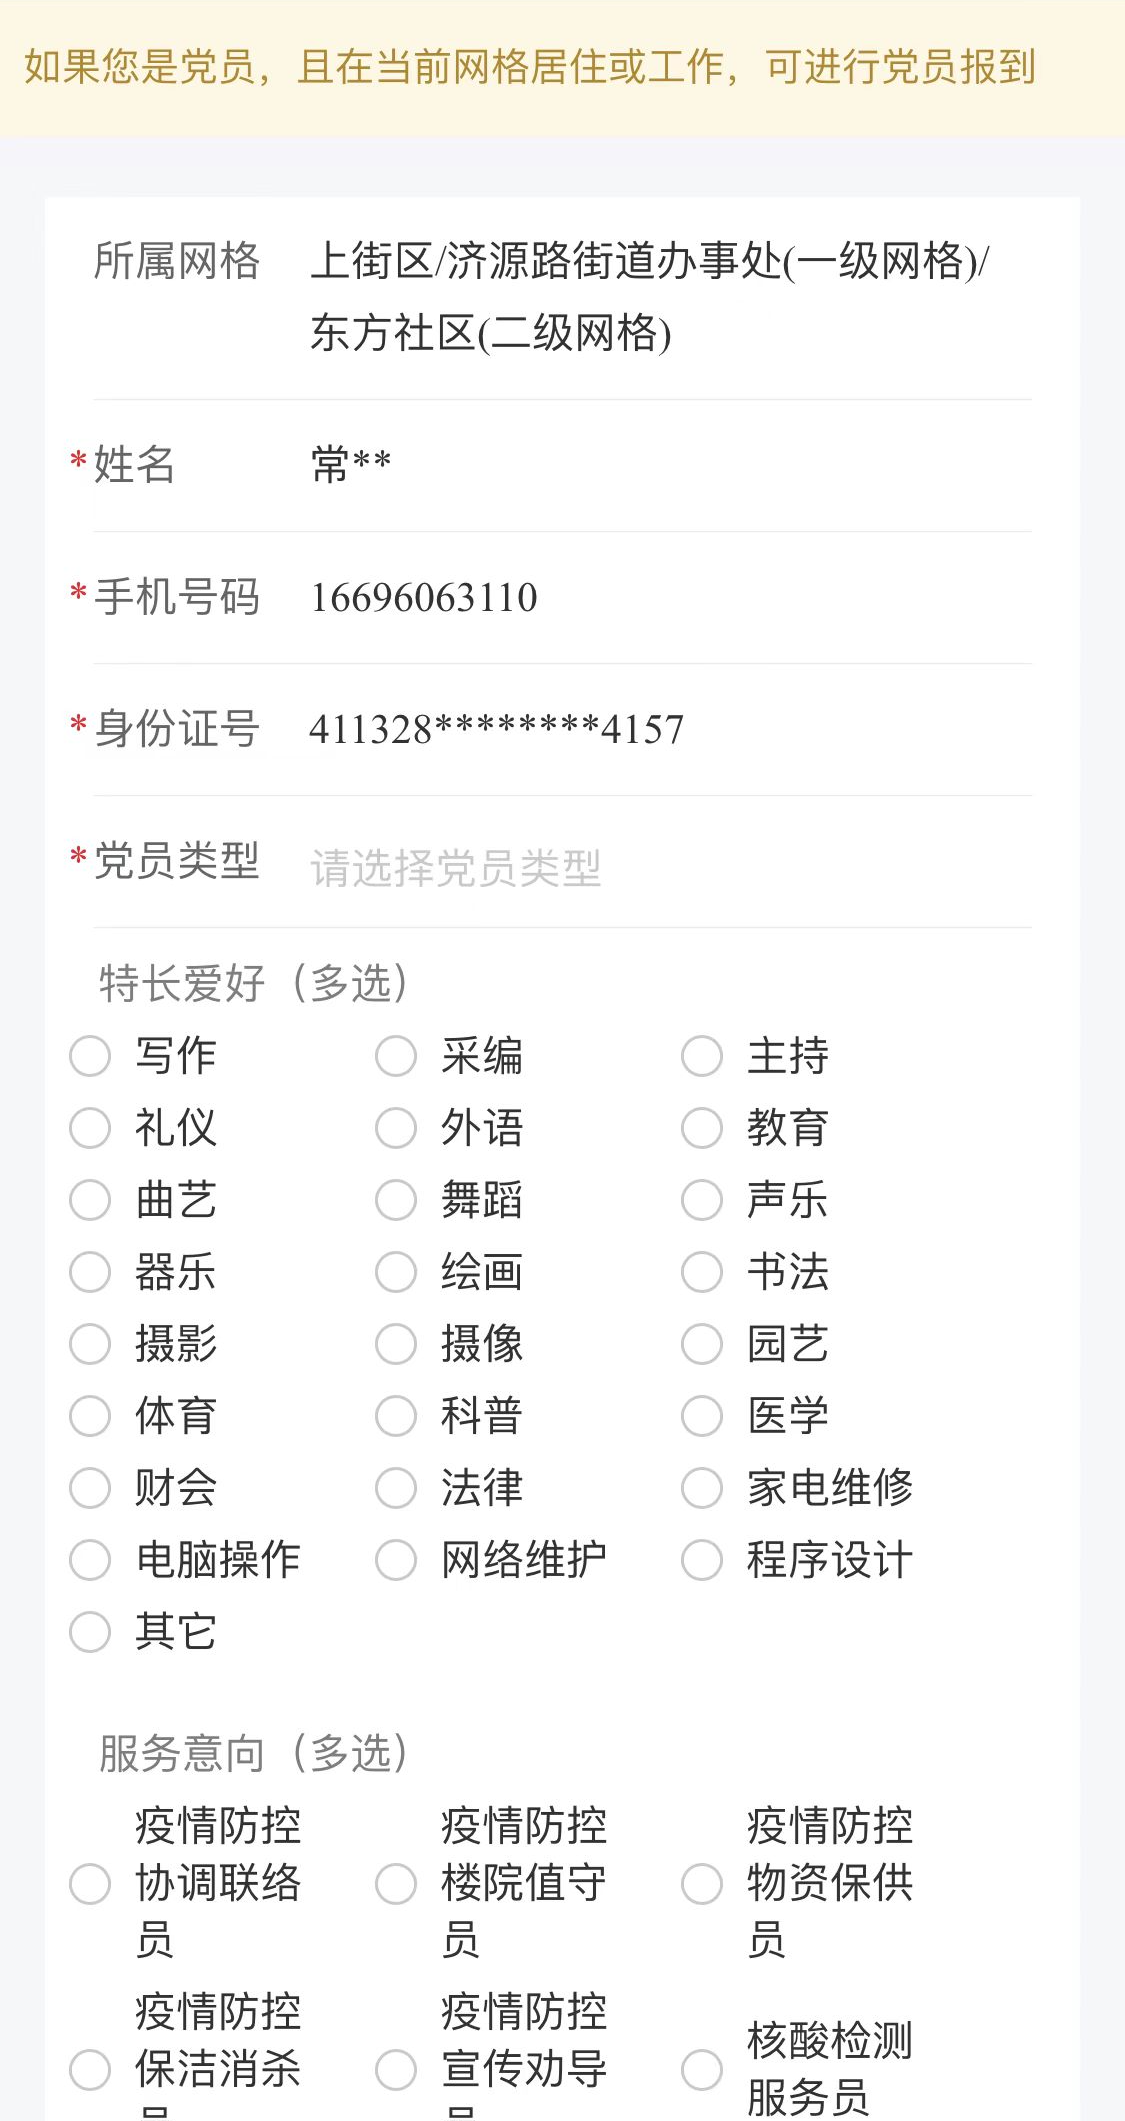 如果您是党员，且在当前网格居住或工作，可进行党员报到
所属网格 上街区/济源路街道办事处(一级网格)/
东方社区(二级网格)
*姓名 常**
*手机号码 16696063110
*身份证号 411328********4157
*党员类型 请选择党员类型
特长爱好（多选）
写作 采编 主持
礼仪 外语 教育
曲艺 舞蹈 声乐
器乐 绘画 书法
摄影 摄像 园艺
体育 科普 医学
财会 法律 家电维修
电脑操作 网络维护 程序设计
其它
服务意向（多选）
疫情防控 疫情防控 疫情防控
协调联络 楼院值守 物资保供
员 员 员
疫情防控 疫情防控 核酸检测
保洁消杀 宣传劝导 服务员